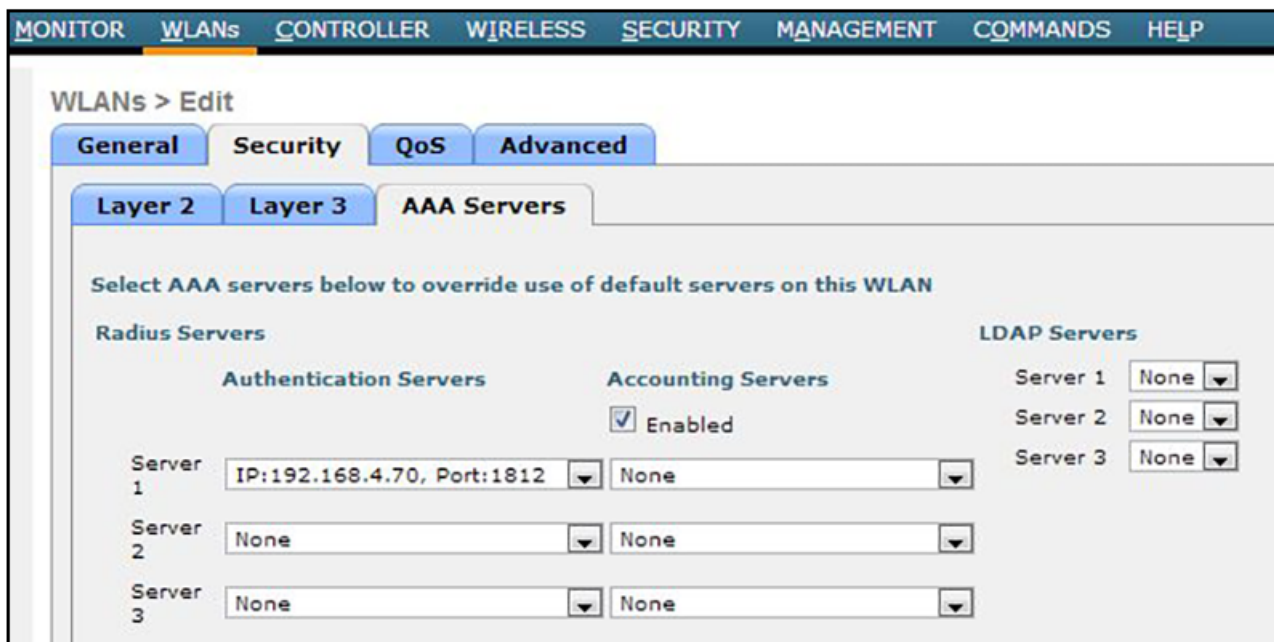 MONITOR WLANs CONTROLLER WIRELESS SECURITY MANAGEMENT COMMANDS HELP
WLANs > Edit
General Security QoS Advanced
Layer 2 Layer 3 AAA Servers
Select AAA servers below to override use of default servers on this WLAN
Radius Servers LDAP Servers
Authentication Servers Accounting Servers Server 1 None
Enabled Server 2 None
Server 1 IP:192.168.4.70, Port:1812 None Server 3 None
Server 2 None None
Server 3 None None